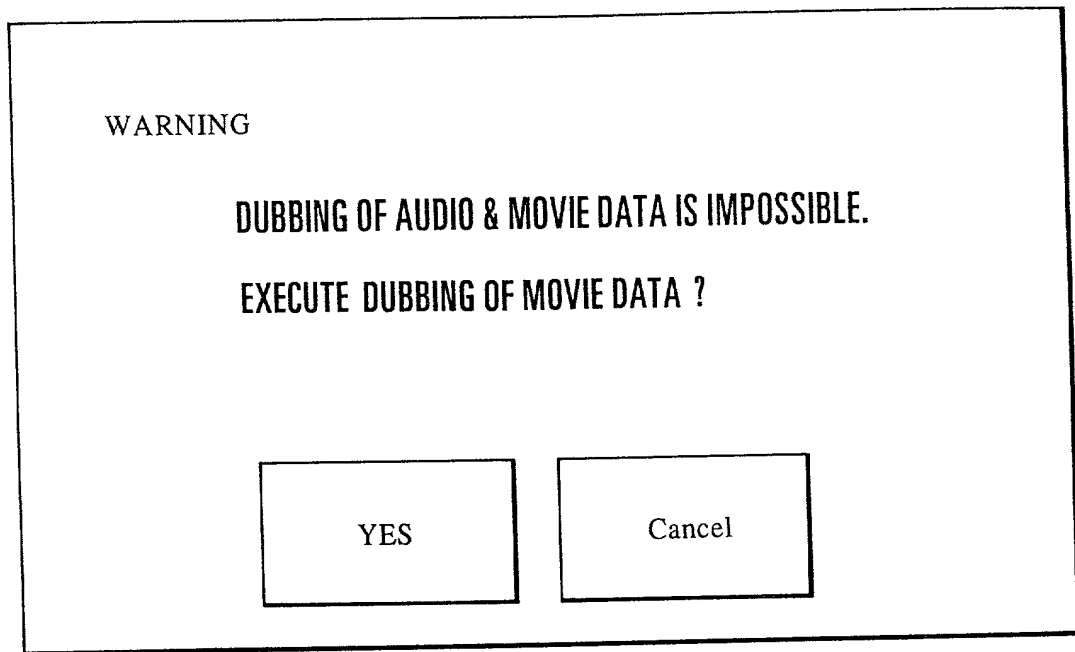 WARNING
DUBBING OF AUDIO & MOVIE DATA IS IMPOSSIBLE.
EXECUTE DUBBING OF MOVIE DATA ?
YES
Cancel